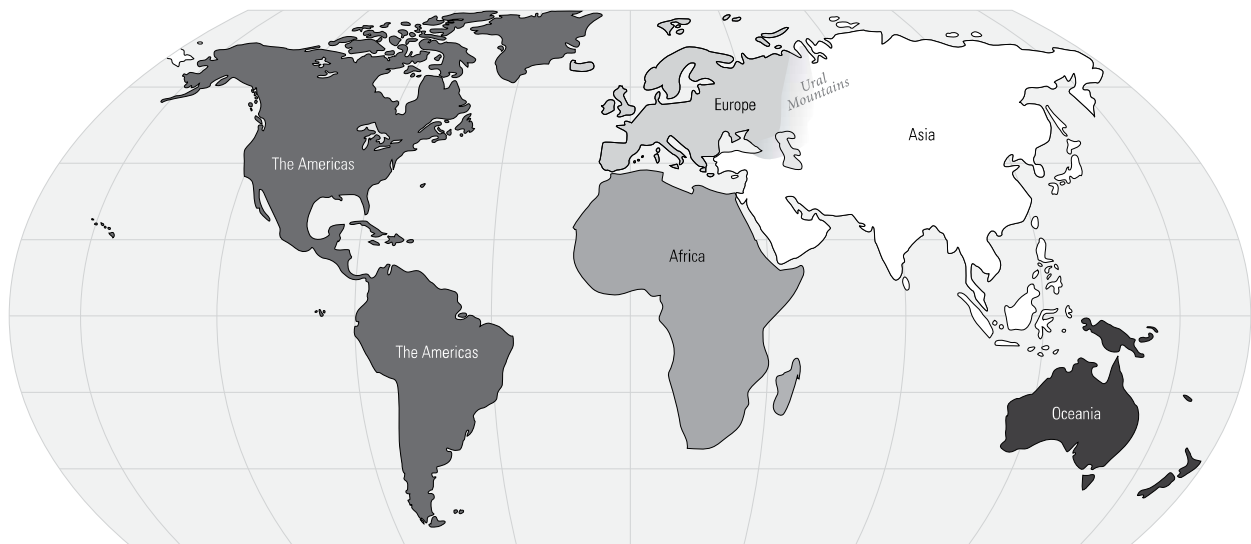 Ural
Mountains
Europe
Asia
The Americas
Africa
The Americas
Oceania